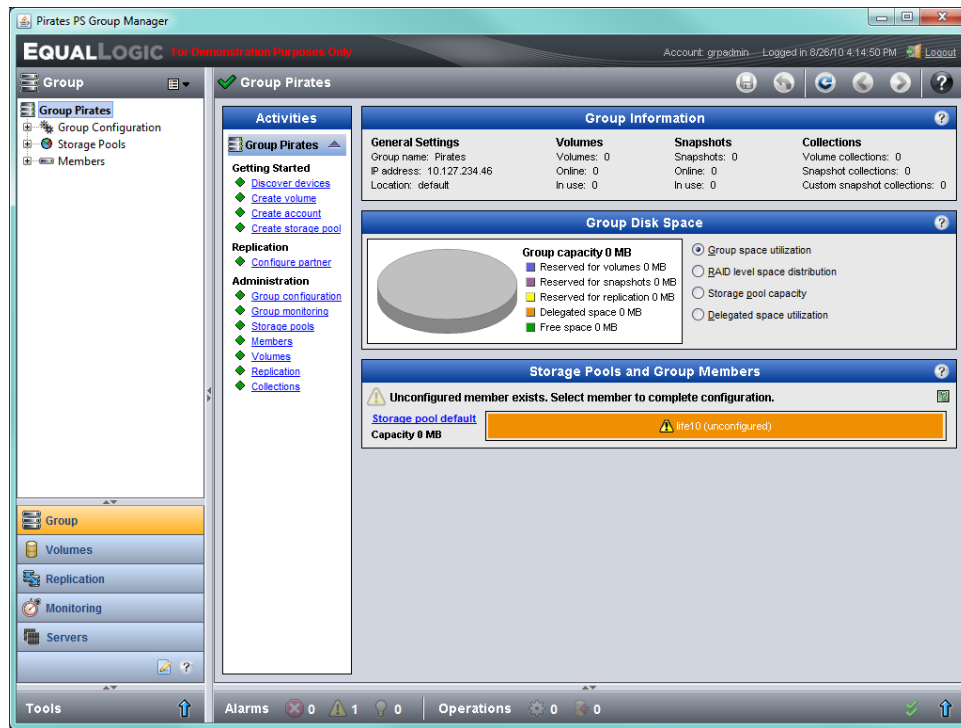 Pirates PS Group Manager
EQUALLOGIC For Demonstration Purposes Only
Account: grpadmin Logged in 8/26/10 4:14:50 PM Logout
Group
Group Pirates
Group Configuration
Storage Pools
Members
Group
Volumes
Replication
Monitoring
Servers
Tools
Group Pirates
Activities
Group Pirates
Getting Started
Discover devices
Create volume
Create account
Create storage pool
Replication
Configure partner
Administration
Group configuration
Group monitoring
Storage pools
Members
Volumes
Replication
Collections
Group Information
General Settings
Group name: Pirates
IP address: 10.127.234.46
Location: default
Volumes
Volumes: 0
Online: 0
In use: 0
Snapshots
Snapshots: 0
Online: 0
In use: 0
Collections
Volume collections: 0
Snapshot collections: 0
Custom snapshot collections: 0
Group Disk Space
Group capacity 0 MB
Reserved for volumes 0 MB
Reserved for snapshots 0 MB
Reserved for replication 0 MB
Delegated space 0 MB
Free space 0 MB
Group space utilization
RAID level space distribution
Storage pool capacity
Delegated space utilization
Storage Pools and Group Members
Unconfigured member exists. Select member to complete configuration.
Storage pool default
Capacity 0 MB
life10 (unconfigured)
Alarms 0 1 0 Operations 0 0